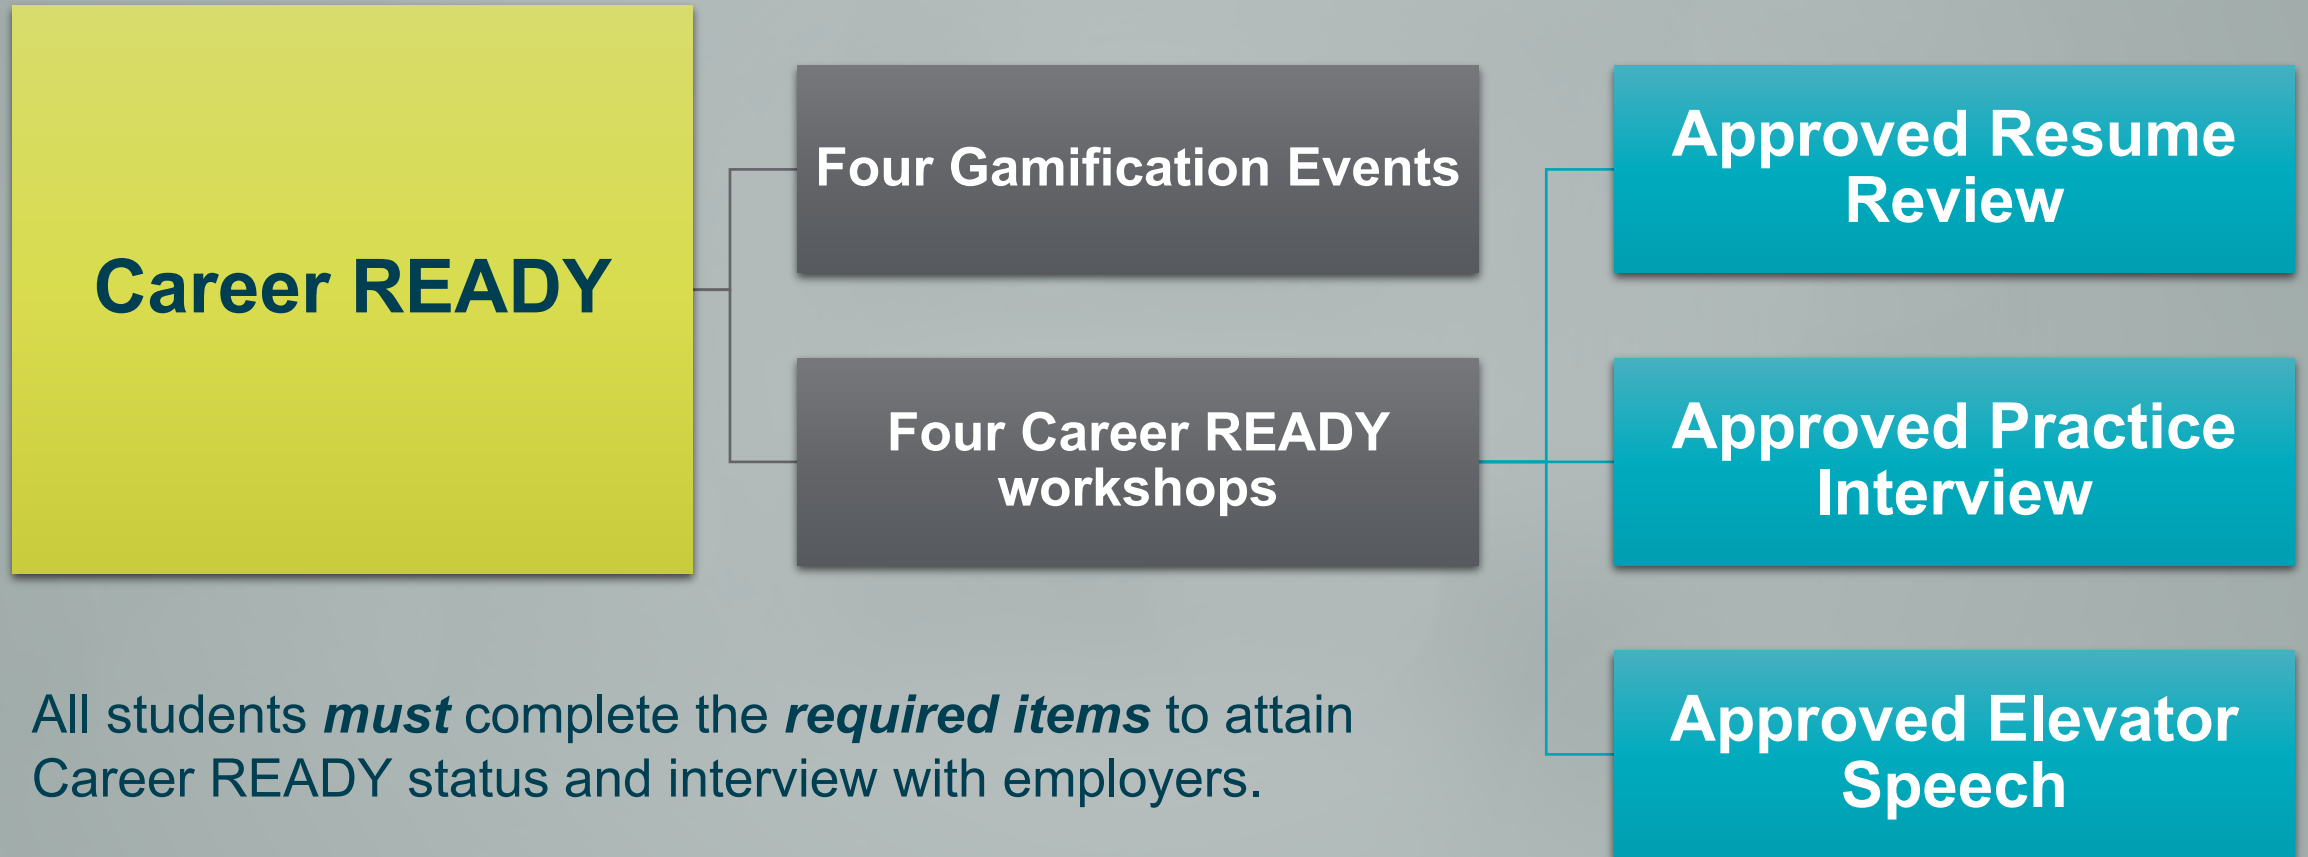 Career READY
Four Gamification Events
Four Career READY
workshops
Approved Resume
Review
Approved Practice
Interview
Approved Elevator
Speech
All students must complete the required items to attain
Career READY status and interview with employers.